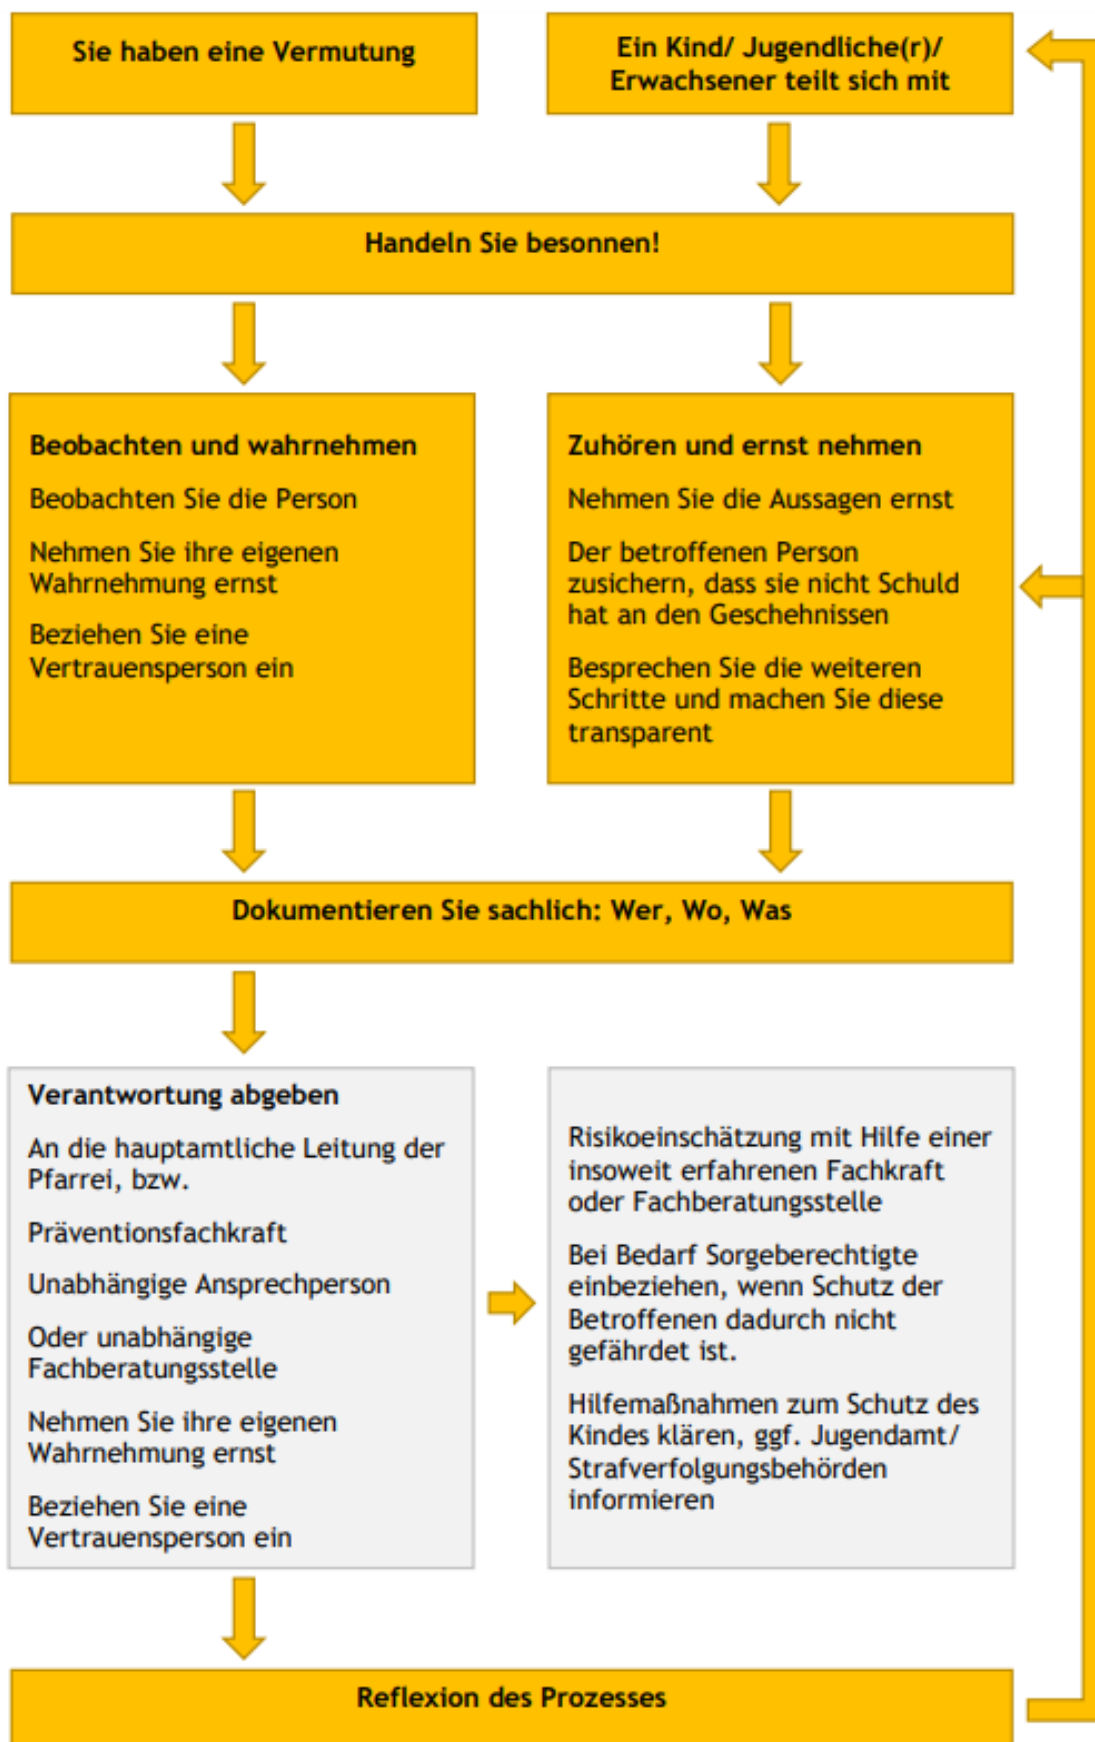 Sie haben eine Vermutung
Ein Kind/ Jugendliche(r)/
Erwachsener teilt sich mit
Handeln Sie besonnen!
Beobachten und wahrnehmen
Beobachten Sie die Person
Nehmen Sie ihre eigenen
Wahrnehmung ernst
Beziehen Sie eine
Vertrauensperson ein
Zuhören und ernst nehmen
Nehmen Sie die Aussagen ernst
Der betroffenen Person
zusichern, dass sie nicht Schuld
hat an den Geschehnissen
Besprechen Sie die weiteren
Schritte und machen Sie diese
transparent
Dokumentieren Sie sachlich: Wer, Wo, Was
Verantwortung abgeben
An die hauptamtliche Leitung der
Pfarrei, bzw.
Präventionsfachkraft
Unabhängige Ansprechperson
Oder unabhängige
Fachberatungsstelle
Nehmen Sie ihre eigenen
Wahrnehmung ernst
Beziehen Sie eine
Vertrauensperson ein
Risikoeinschätzung mit Hilfe einer
insoweit erfahrenen Fachkraft
oder Fachberatungsstelle
Bei Bedarf Sorgeberechtigte
einbeziehen, wenn Schutz der
Betroffenen dadurch nicht
gefährdet ist.
Hilfemaßnahmen zum Schutz des
Kindes klären, ggf. Jugendamt/
Strafverfolgungsbehörden
informieren
Reflexion des Prozesses